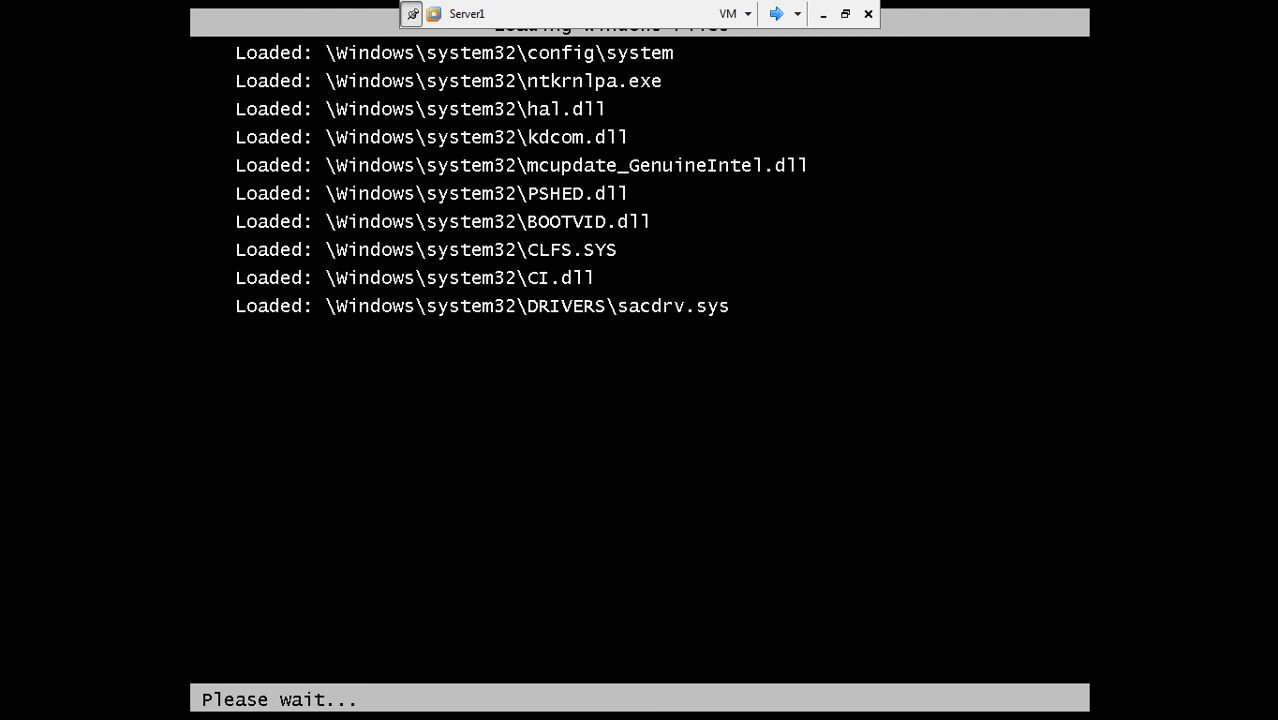 Server1
VM
Loaded: \Windows\system32\config\system
Loaded: \Windows\system32\ntkrnlpa.exe
Loaded: \Windows\system32\hal.dll
Loaded: \Windows\system32\kdcom.dll
Loaded: \Windows\system32\mcupdate_GenuineIntel.dll
Loaded: \Windows\system32\PSHED.dll
Loaded: \Windows\system32\BOOTVID.dll
Loaded: \Windows\system32\CLFS.SYS
Loaded: \Windows\system32\CI.dll
Loaded: \Windows\system32\DRIVERS\sacdrv.sys
Please wait...